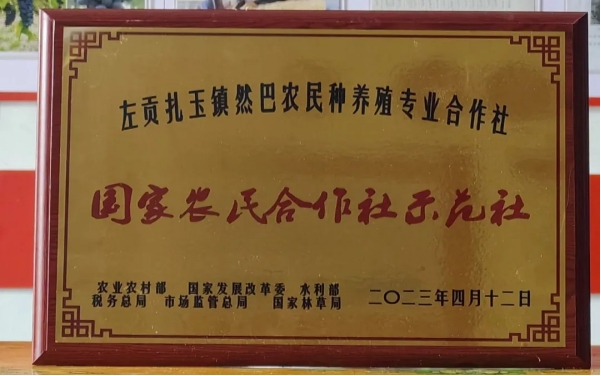 左贡扎玉镇然巴农民种养殖专业合作社
国家农民合作社示范社
农业农村部 国家发展改革委 水利部
税务总局 市场监管总局 国家林草局
二〇二三年四月十二日